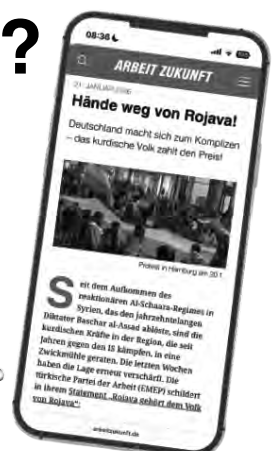 ?
08:36
ARBEIT ZUKUNFT
21. JANUAR 2026
Hände weg von Rojava!
Deutschland macht sich zum Komplizen
– das kurdische Volk zahlt den Preis!
Protest in Hamburg am 20.1.
Seit dem Aufkommen des
reaktionären Al-Schaara-Regimes in
Syrien, das den jahrzehntelangen
Diktator Baschar al-Assad ablöste, sind die
kurdischen Kräfte in der Region, die seit
Jahren gegen den IS kämpfen, in eine
Zwickmühle geraten. Die letzten Wochen
haben die Lage erneut verschärft. Die
türkische Partei der Arbeit (EMEP) schildert
in ihrem Statement „Rojava gehört dem Volk
von Rojava":
arbeit-zukunft.de